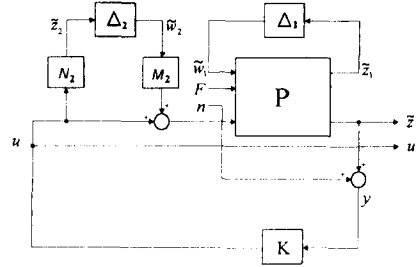 z̃₂ Δ₂ w̃₂
Δ₁
N₂ M₂
w̃₁ z̃₁
F P
n
+ +
z̃
u u
+ +
y
K